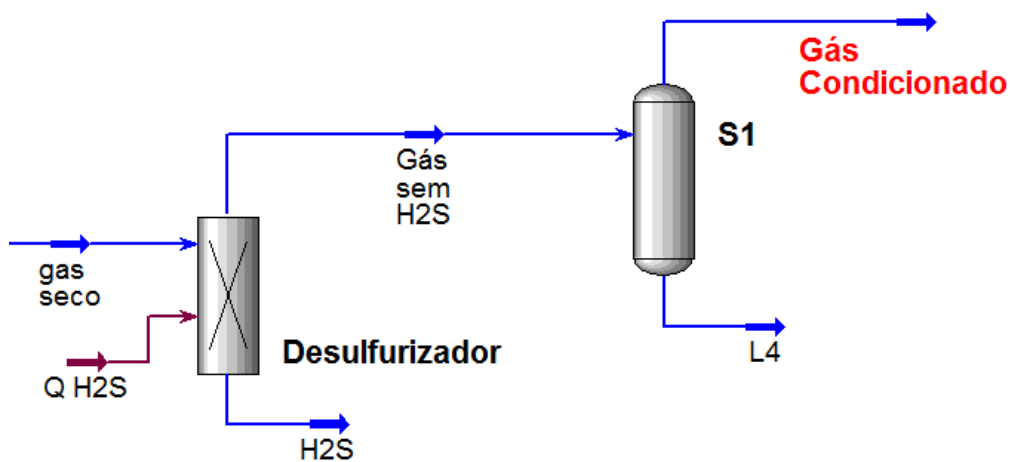 Gás
Condicionado
S1
Gás
sem
H2S
gas
seco
Desulfurizador
Q H2S
L4
H2S